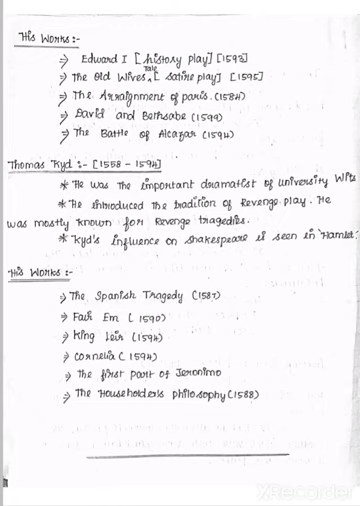 His Works :-
⇒ Edward I [history play] [1593]
⇒ The Old Wives Tale [satire play] [1595]
⇒ The Arraignment of paris. (1584)
⇒ David and Bethsabe (1599)
⇒ The Battle of Alcazar (1594)
Thomas Kyd :- [1558 - 1594]
* He was the important dramatist of university Wits
* He introduced the tradition of Revenge play. He
was mostly known for Revenge tragedies.
* Kyd's influence on Shakespeare is seen in 'Hamlet'.
His Works :-
⇒ The Spanish Tragedy (1587)
⇒ Fair Em (1590)
⇒ King Leir (1594)
⇒ Cornelia (1594)
⇒ The first part of Jeronimo
⇒ The Householders philosophy (1588)
XRecorder